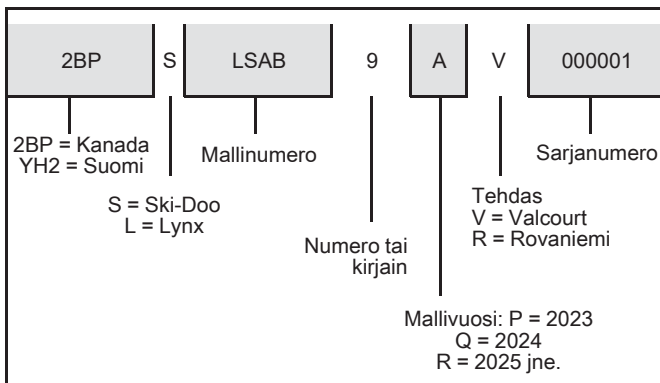 2BP S LSAB 9 A V 000001
2BP = Kanada
YH2 = Suomi
Mallinumero
Sarjanumero
S = Ski-Doo
L = Lynx
Tehdas
V = Valcourt
R = Rovaniemi
Numero tai
kirjain
Mallivuosi: P = 2023
Q = 2024
R = 2025 jne.